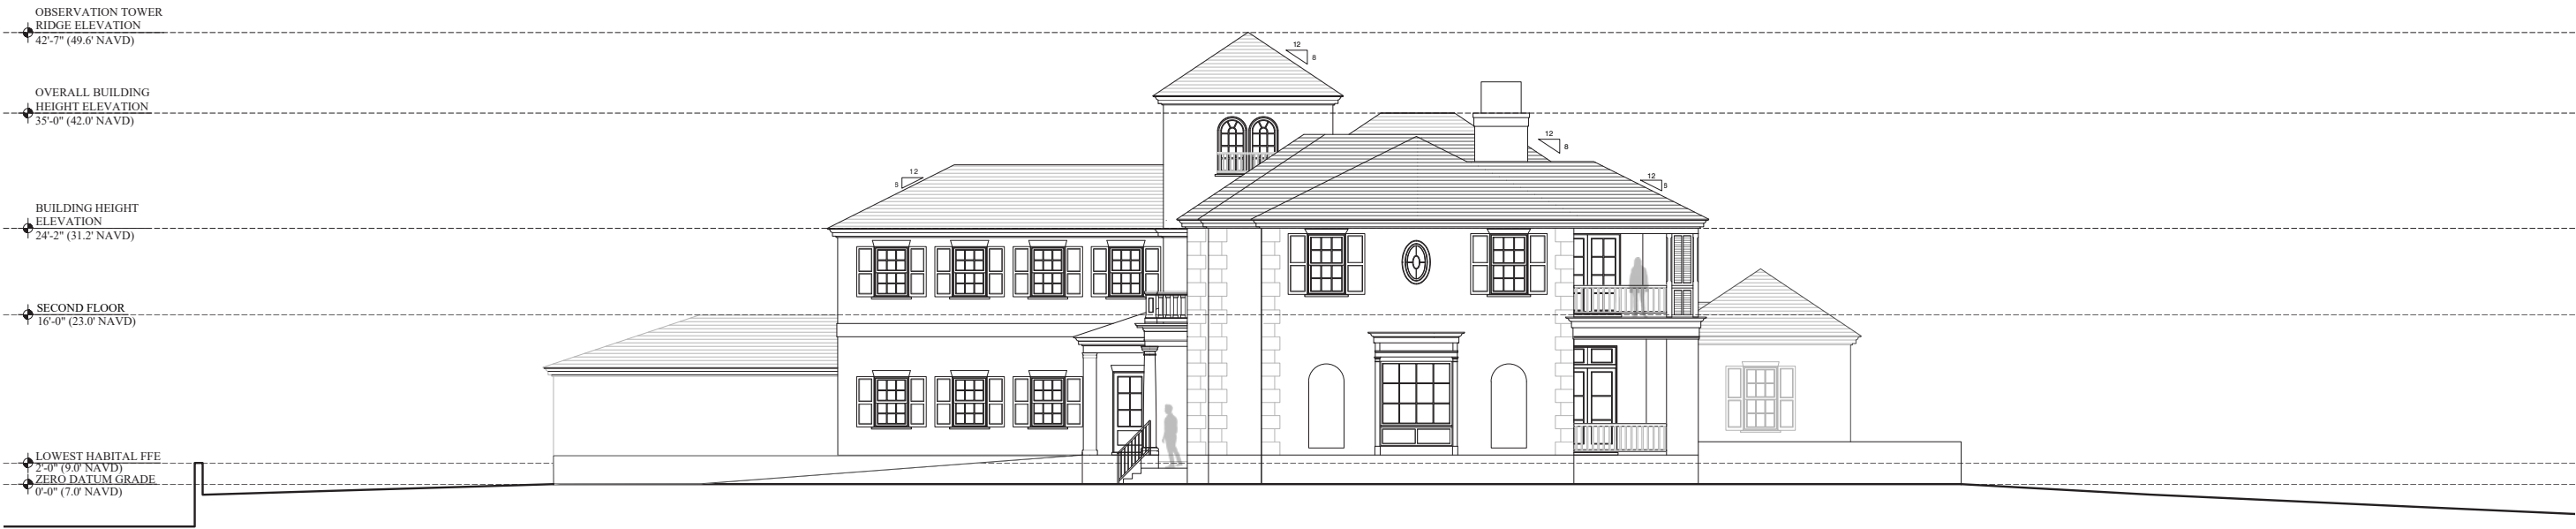 OBSERVATION TOWER
RIDGE ELEVATION
42'-7" (49.6' NAVD)
12
8
OVERALL BUILDING
HEIGHT ELEVATION
35'-0" (42.0' NAVD)
12
8
12
5
12
5
BUILDING HEIGHT
ELEVATION
24'-2" (31.2' NAVD)
SECOND FLOOR
16'-0" (23.0' NAVD)
LOWEST HABITAL FFE
2'-0" (9.0' NAVD)
ZERO DATUM GRADE
0'-0" (7.0' NAVD)